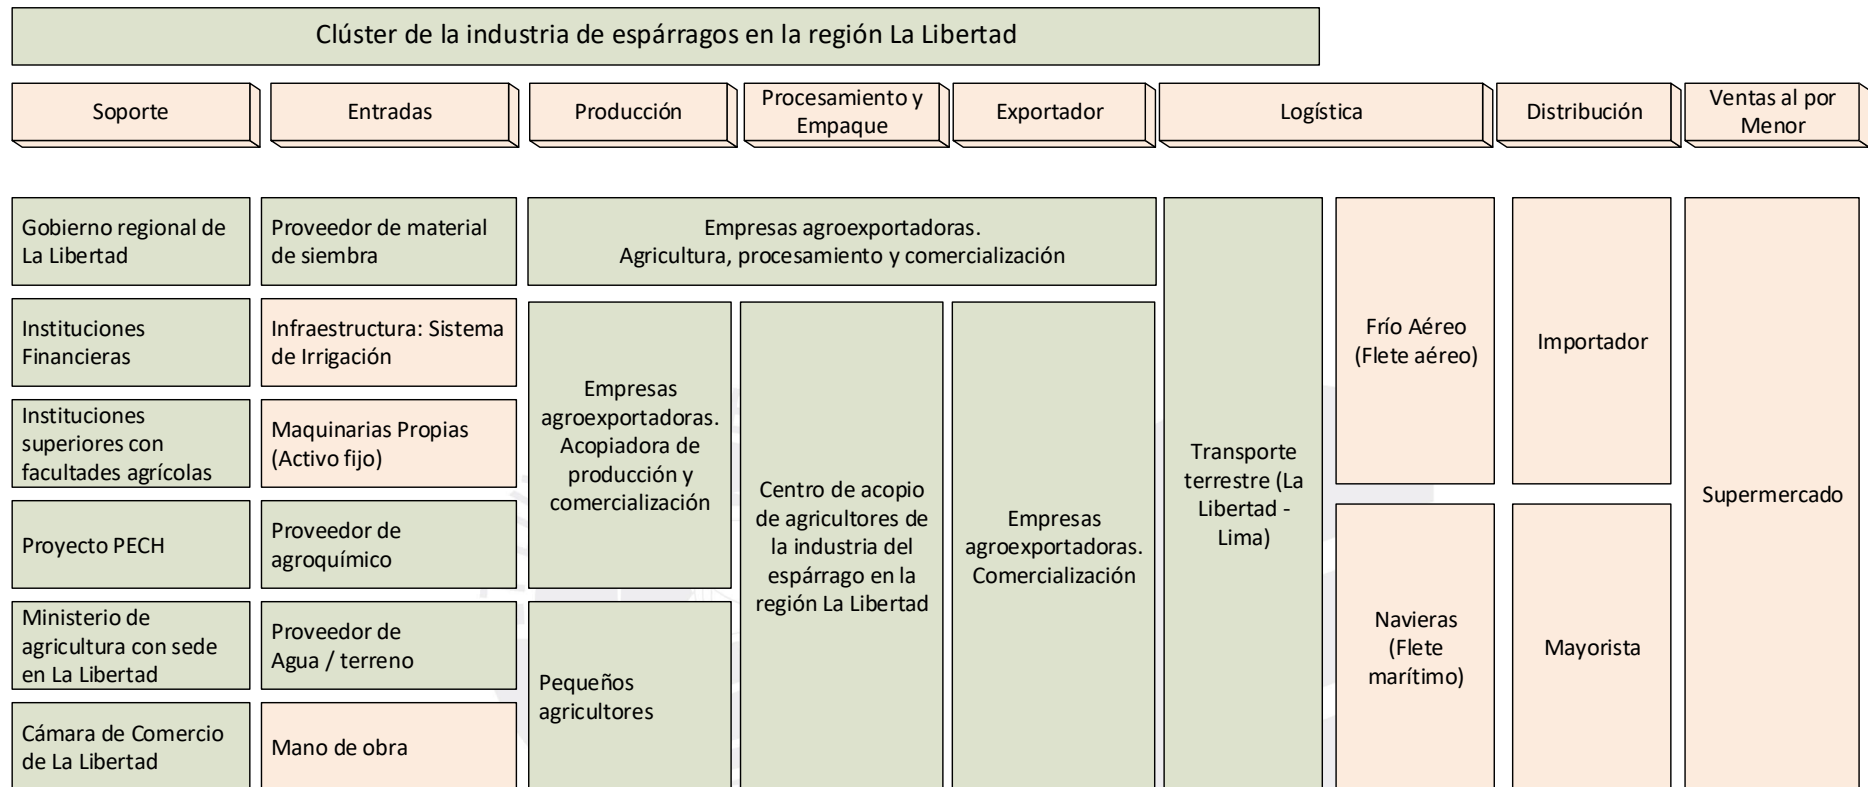 Clúster de la industria de espárragos en la región La Libertad
Soporte
Entradas
Producción
Procesamiento y
Empaque
Exportador
Logística
Distribución
Ventas al por
Menor
Gobierno regional de
La Libertad
Instituciones
Financieras
Instituciones
superiores con
facultades agrícolas
Proyecto PECH
Ministerio de
agricultura con sede
en La Libertad
Cámara de Comercio
de La Libertad
Proveedor de material
de siembra
Infraestructura: Sistema
de Irrigación
Maquinarias Propias
(Activo fijo)
Proveedor de
agroquímico
Proveedor de
Agua / terreno
Mano de obra
Empresas agroexportadoras.
Agricultura, procesamiento y comercialización
Empresas
agroexportadoras.
Acopiadora de
producción y
comercialización
Pequeños
agricultores
Centro de acopio
de agricultores de
la industria del
espárrago en la
región La Libertad
Empresas
agroexportadoras.
Comercialización
Transporte
terrestre (La
Libertad -
Lima)
Frío Aéreo
(Flete aéreo)
Navieras
(Flete
marítimo)
Importador
Mayorista
Supermercado